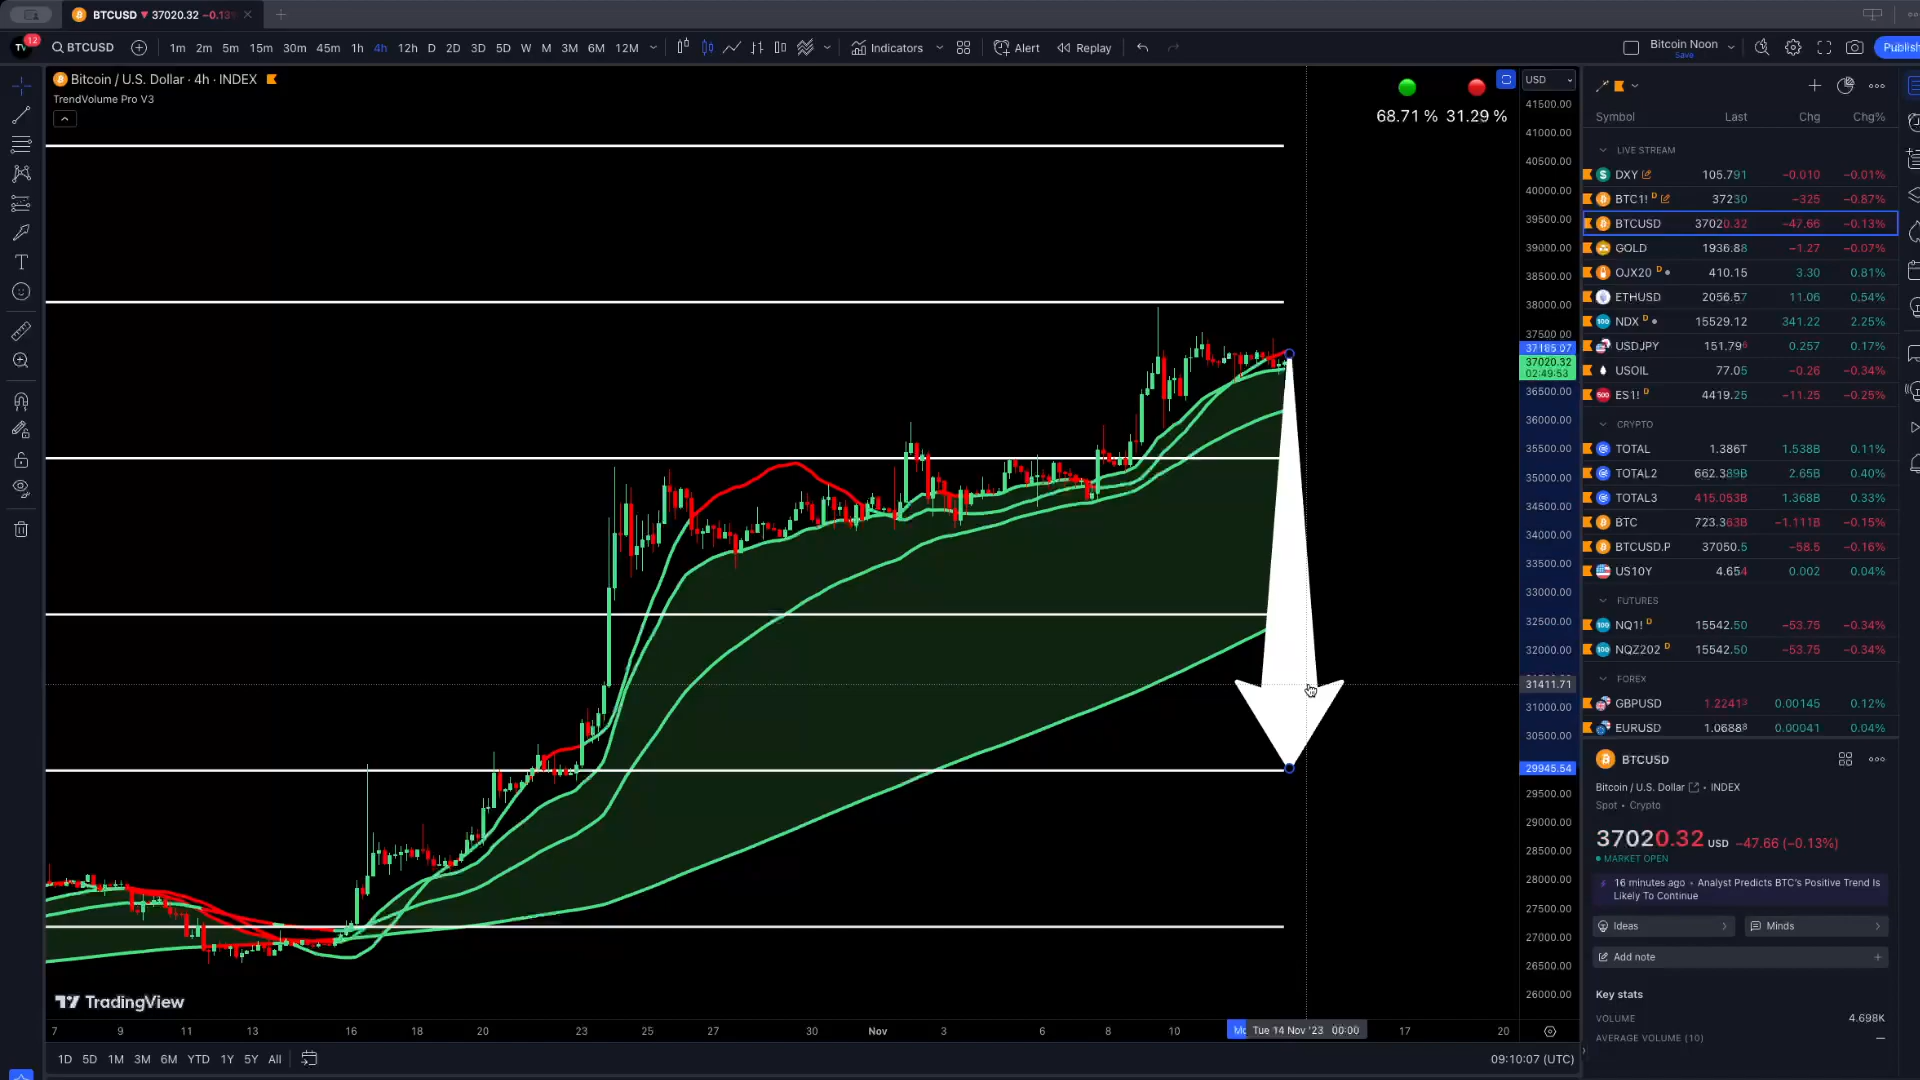 BTCUSD ▼ 37020.32 −0.13
12
BTCUSD 1m 2m 5m 15m 30m 45m 1h 4h 12h D 2D 3D 5D W M 3M 6M 12M Indicators Alert Replay Bitcoin Noon Save Publish
Bitcoin / U.S. Dollar · 4h · INDEX
TrendVolume Pro V3
68.71 % 31.29 %
USD
41500.00
41000.00
40500.00
40000.00
39500.00
39000.00
38500.00
38000.00
37500.00
37020.32
02:49:53
36500.00
36000.00
35500.00
35000.00
34500.00
34000.00
33500.00
33000.00
32500.00
32000.00
31411.71
31000.00
30500.00
29945.54
29500.00
29000.00
28500.00
28000.00
27500.00
27000.00
26500.00
26000.00
TradingView
7 9 11 13 16 18 20 23 25 27 30 Nov 3 6 8 10 Tue 14 Nov '23 00:00 17 20
1D 5D 1M 3M 6M YTD 1Y 5Y All 09:10:07 (UTC)
Symbol Last Chg Chg%
LIVE STREAM
DXY 105.791 −0.010 −0.01%
BTC1! D 37230 −325 −0.87%
BTCUSD 37020.32 −47.66 −0.13%
GOLD 1936.88 −1.27 −0.07%
OJX20 D 410.15 3.30 0.81%
ETHUSD 2056.57 11.06 0.54%
NDX D 15529.12 341.22 2.25%
USDJPY 151.796 0.257 0.17%
USOIL 77.05 −0.26 −0.34%
ES1! D 4419.25 −11.25 −0.25%
CRYPTO
TOTAL 1.386T 1.538B 0.11%
TOTAL2 662.389B 2.65B 0.40%
TOTAL3 415.053B 1.368B 0.33%
BTC 723.363B −1.111B −0.15%
BTCUSD.P 37050.5 −58.5 −0.16%
US10Y 4.654 0.002 0.04%
FUTURES
NQ1! D 15542.50 −53.75 −0.34%
NQZ202 D 15542.50 −53.75 −0.34%
FOREX
GBPUSD 1.22413 0.00145 0.12%
EURUSD 1.06888 0.00041 0.04%
BTCUSD
Bitcoin / U.S. Dollar • INDEX
Spot • Crypto
37020.32 USD −47.66 (−0.13%)
MARKET OPEN
16 minutes ago • Analyst Predicts BTC's Positive Trend Is
Likely To Continue
Ideas Minds
Add note
Key stats
VOLUME 4.698K
AVERAGE VOLUME (10) —